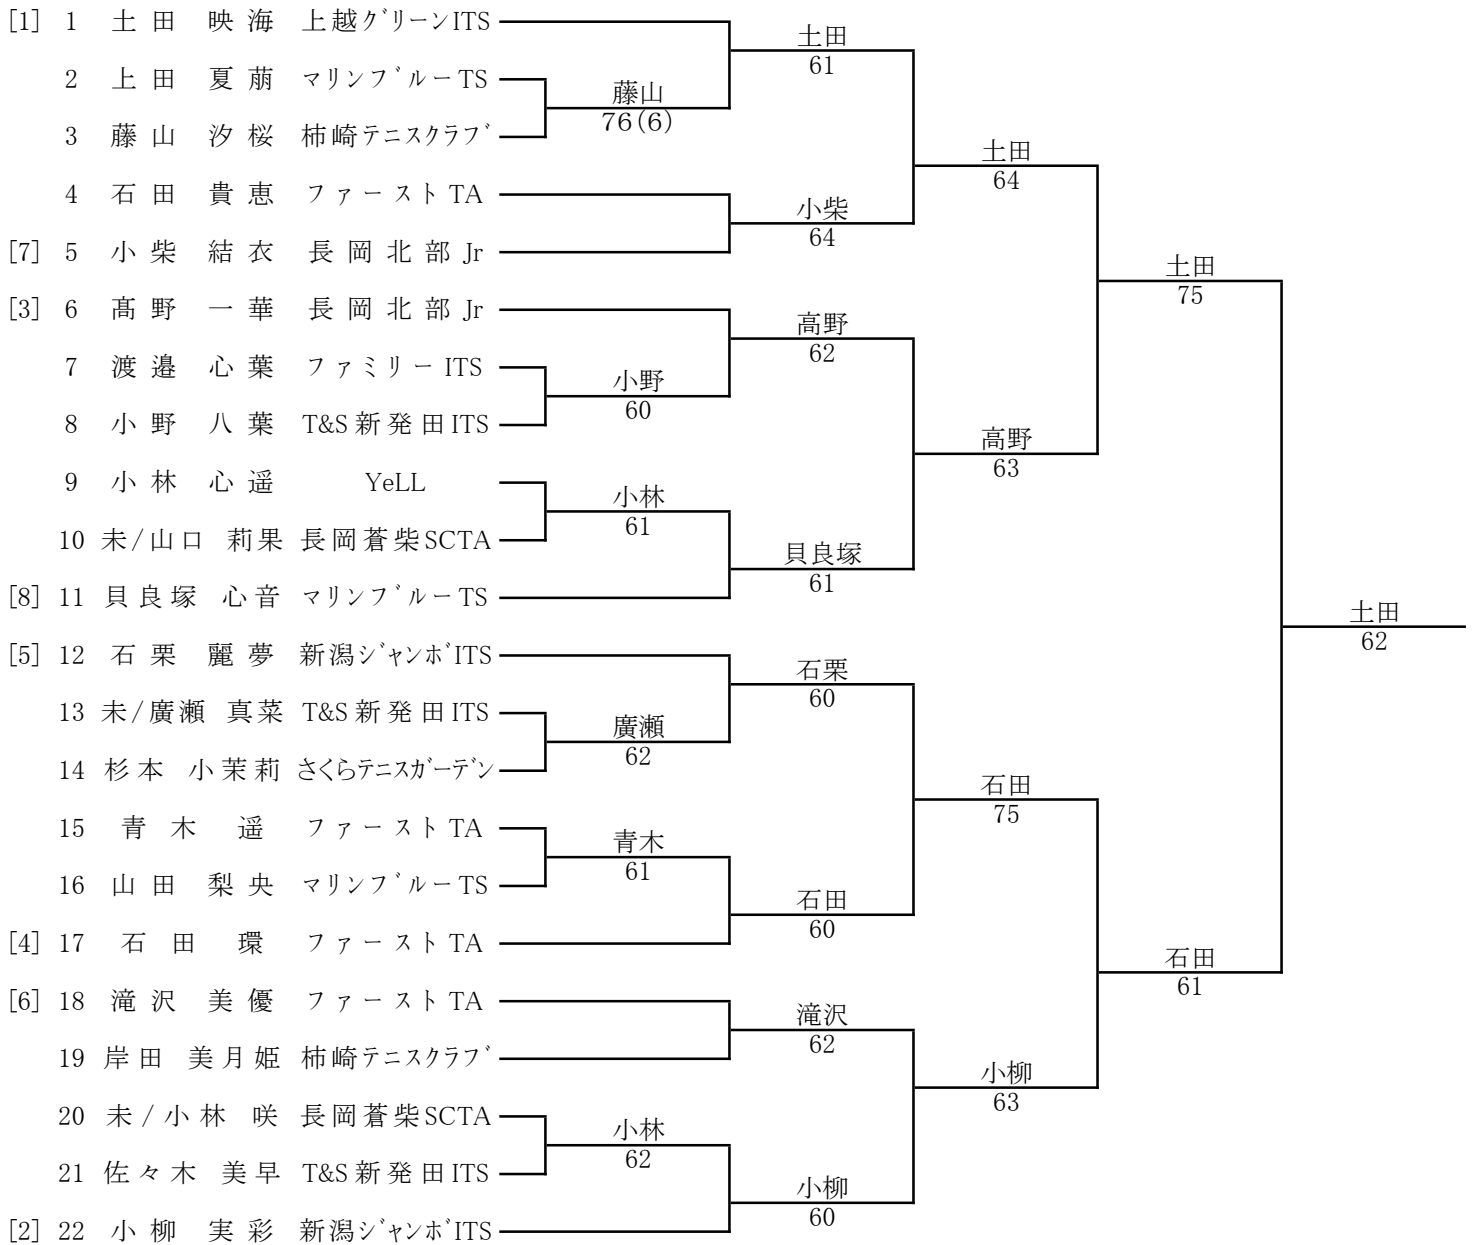 [1] 1 土田 映海 上越グリーンITS
2 上田 夏萠 マリンブルーTS
3 藤山 汐桜 柿崎テニスクラブ
4 石田 貴恵 ファーストTA
[7] 5 小柴 結衣 長岡北部Jr
[3] 6 髙野 一華 長岡北部Jr
7 渡邉 心葉 ファミリーITS
8 小野 八葉 T&S新発田ITS
9 小林 心遥 YeLL
10 未/山口 莉果 長岡蒼柴SCTA
[8] 11 貝良塚 心音 マリンブルーTS
[5] 12 石栗 麗夢 新潟ジャンボITS
13 未/廣瀬 真菜 T&S新発田ITS
14 杉本 小茉莉 さくらテニスガーデン
15 青木 遥 ファーストTA
16 山田 梨央 マリンブルーTS
[4] 17 石田 環 ファーストTA
[6] 18 滝沢 美優 ファーストTA
19 岸田 美月姫 柿崎テニスクラブ
20 未/小林 咲 長岡蒼柴SCTA
21 佐々木 美早 T&S新発田ITS
[2] 22 小柳 実彩 新潟ジャンボITS
藤山
76(6)
小野
60
小林
61
廣瀬
62
青木
61
小林
62
土田
61
小柴
64
高野
62
貝良塚
61
石栗
60
石田
60
滝沢
62
小柳
60
土田
64
高野
63
石田
75
小柳
63
土田
75
石田
61
土田
62